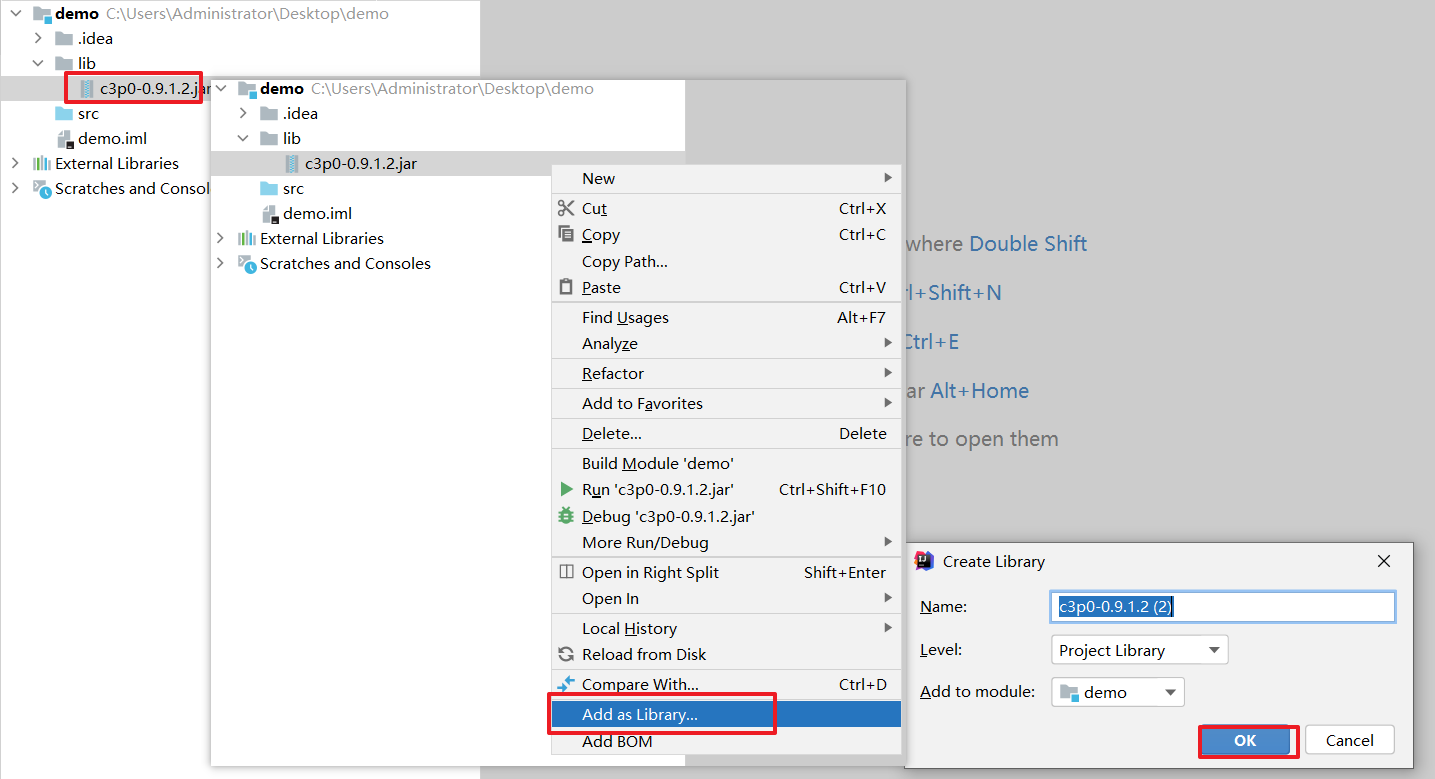 demo C:\Users\Administrator\Desktop\demo
.idea
lib
c3p0-0.9.1.2.jar
src
demo.iml
External Libraries
Scratches and Consol
demo C:\Users\Administrator\Desktop\demo
.idea
lib
c3p0-0.9.1.2.jar
src
demo.iml
External Libraries
Scratches and Consoles
New
Cut Ctrl+X
Copy Ctrl+C
Copy Path...
Paste Ctrl+V
Find Usages Alt+F7
Analyze
Refactor
Add to Favorites
Delete... Delete
Build Module 'demo'
Run 'c3p0-0.9.1.2.jar' Ctrl+Shift+F10
Debug 'c3p0-0.9.1.2.jar'
More Run/Debug
Open in Right Split Shift+Enter
Open In
Local History
Reload from Disk
Compare With... Ctrl+D
Add as Library...
Add BOM
where Double Shift
+Shift+N
Ctrl+E
ar Alt+Home
re to open them
Create Library
Name: c3p0-0.9.1.2 (2)
Level: Project Library
Add to module: demo
OK Cancel